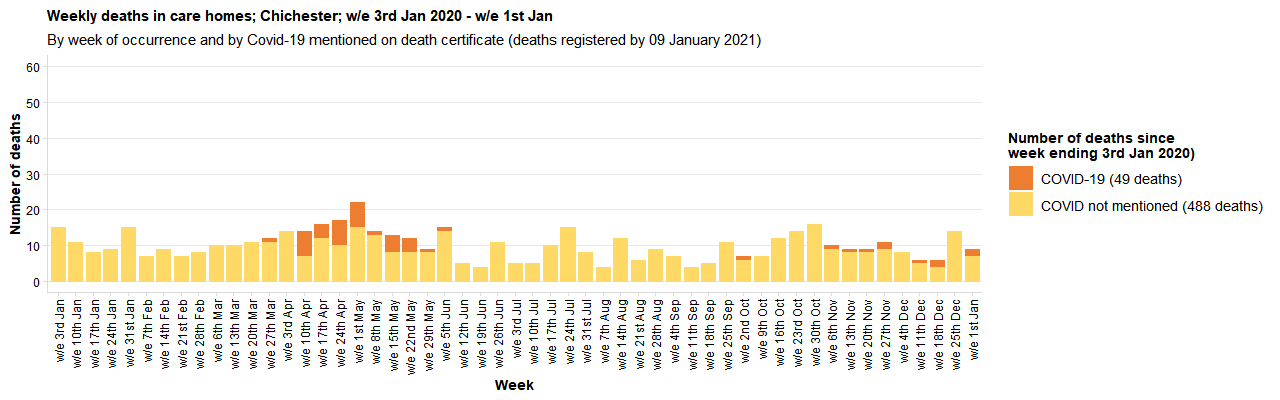 Weekly deaths in care homes; Chichester; w/e 3rd Jan 2020 - w/e 1st Jan
By week of occurrence and by Covid-19 mentioned on death certificate (deaths registered by 09 January 2021)
60
50
40
30
20
10
0
Number of deaths
w/e 3rd Jan
w/e 10th Jan
w/e 17th Jan
w/e 24th Jan
w/e 31st Jan
w/e 7th Feb
w/e 14th Feb
w/e 21st Feb
w/e 28th Feb
w/e 6th Mar
w/e 13th Mar
w/e 20th Mar
w/e 27th Mar
w/e 3rd Apr
w/e 10th Apr
w/e 17th Apr
w/e 24th Apr
w/e 1st May
w/e 8th May
w/e 15th May
w/e 22nd May
w/e 29th May
w/e 5th Jun
w/e 12th Jun
w/e 19th Jun
w/e 26th Jun
w/e 3rd Jul
w/e 10th Jul
w/e 17th Jul
w/e 24th Jul
w/e 31st Jul
w/e 7th Aug
w/e 14th Aug
w/e 21st Aug
w/e 28th Aug
w/e 4th Sep
w/e 11th Sep
w/e 18th Sep
w/e 25th Sep
w/e 2nd Oct
w/e 9th Oct
w/e 16th Oct
w/e 23rd Oct
w/e 30th Oct
w/e 6th Nov
w/e 13th Nov
w/e 20th Nov
w/e 27th Nov
w/e 4th Dec
w/e 11th Dec
w/e 18th Dec
w/e 25th Dec
w/e 1st Jan
Week
Number of deaths since
week ending 3rd Jan 2020)
COVID-19 (49 deaths)
COVID not mentioned (488 deaths)